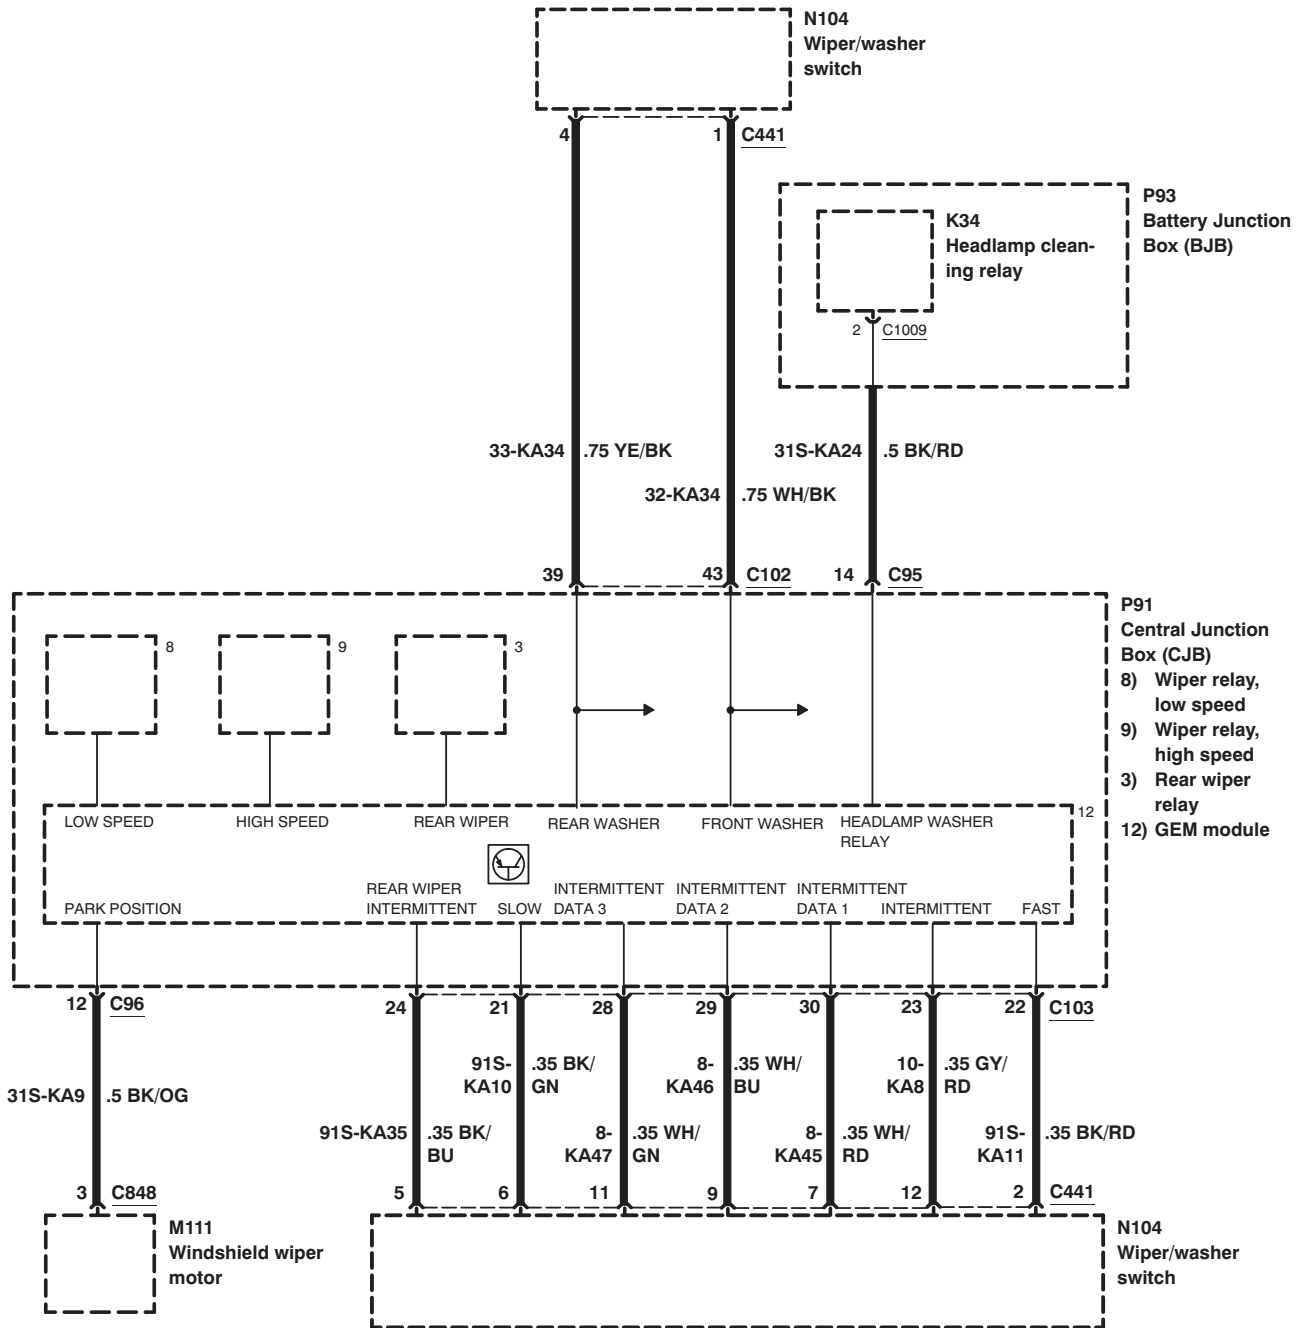 N104
Wiper/washer
switch
4
1
C441
P93
Battery Junction
Box (BJB)
K34
Headlamp clean-
ing relay
2
C1009
33-KA34
.75 YE/BK
31S-KA24
.5 BK/RD
32-KA34
.75 WH/BK
39
43
C102
14
C95
P91
Central Junction
Box (CJB)
8) Wiper relay,
low speed
9) Wiper relay,
high speed
3) Rear wiper
relay
12) GEM module
8
9
3
12
LOW SPEED
HIGH SPEED
REAR WIPER
REAR WASHER
FRONT WASHER
HEADLAMP WASHER
RELAY
PARK POSITION
REAR WIPER
INTERMITTENT
SLOW
INTERMITTENT
DATA 3
INTERMITTENT
DATA 2
INTERMITTENT
DATA 1
INTERMITTENT
FAST
12
C96
24
21
28
29
30
23
22
C103
31S-KA9
.5 BK/OG
91S-KA35
.35 BK/
BU
91S-
KA10
.35 BK/
GN
8-
KA47
.35 WH/
GN
8-
KA46
.35 WH/
BU
8-
KA45
.35 WH/
RD
10-
KA8
.35 GY/
RD
91S-
KA11
.35 BK/RD
3
C848
5
6
11
9
7
12
2
C441
M111
Windshield wiper
motor
N104
Wiper/washer
switch